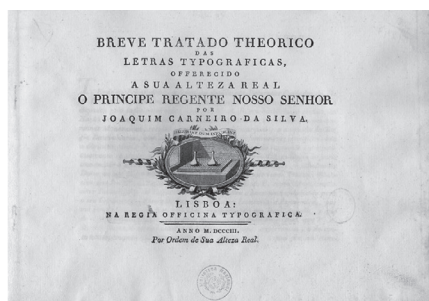 BREVE TRATADO THEORICO
DAS
LETRAS TYPOGRAFICAS,
OFFERECIDO
A SUA ALTEZA REAL
O PRINCIPE REGENTE NOSSO SENHOR
POR
JOAQUIM CARNEIRO DA SILVA.
LISBOA:
NA REGIA OFFICINA TYPOGRAFICA.
ANNO M. DCCCIII.
Por Ordem de Sua Alteza Real.